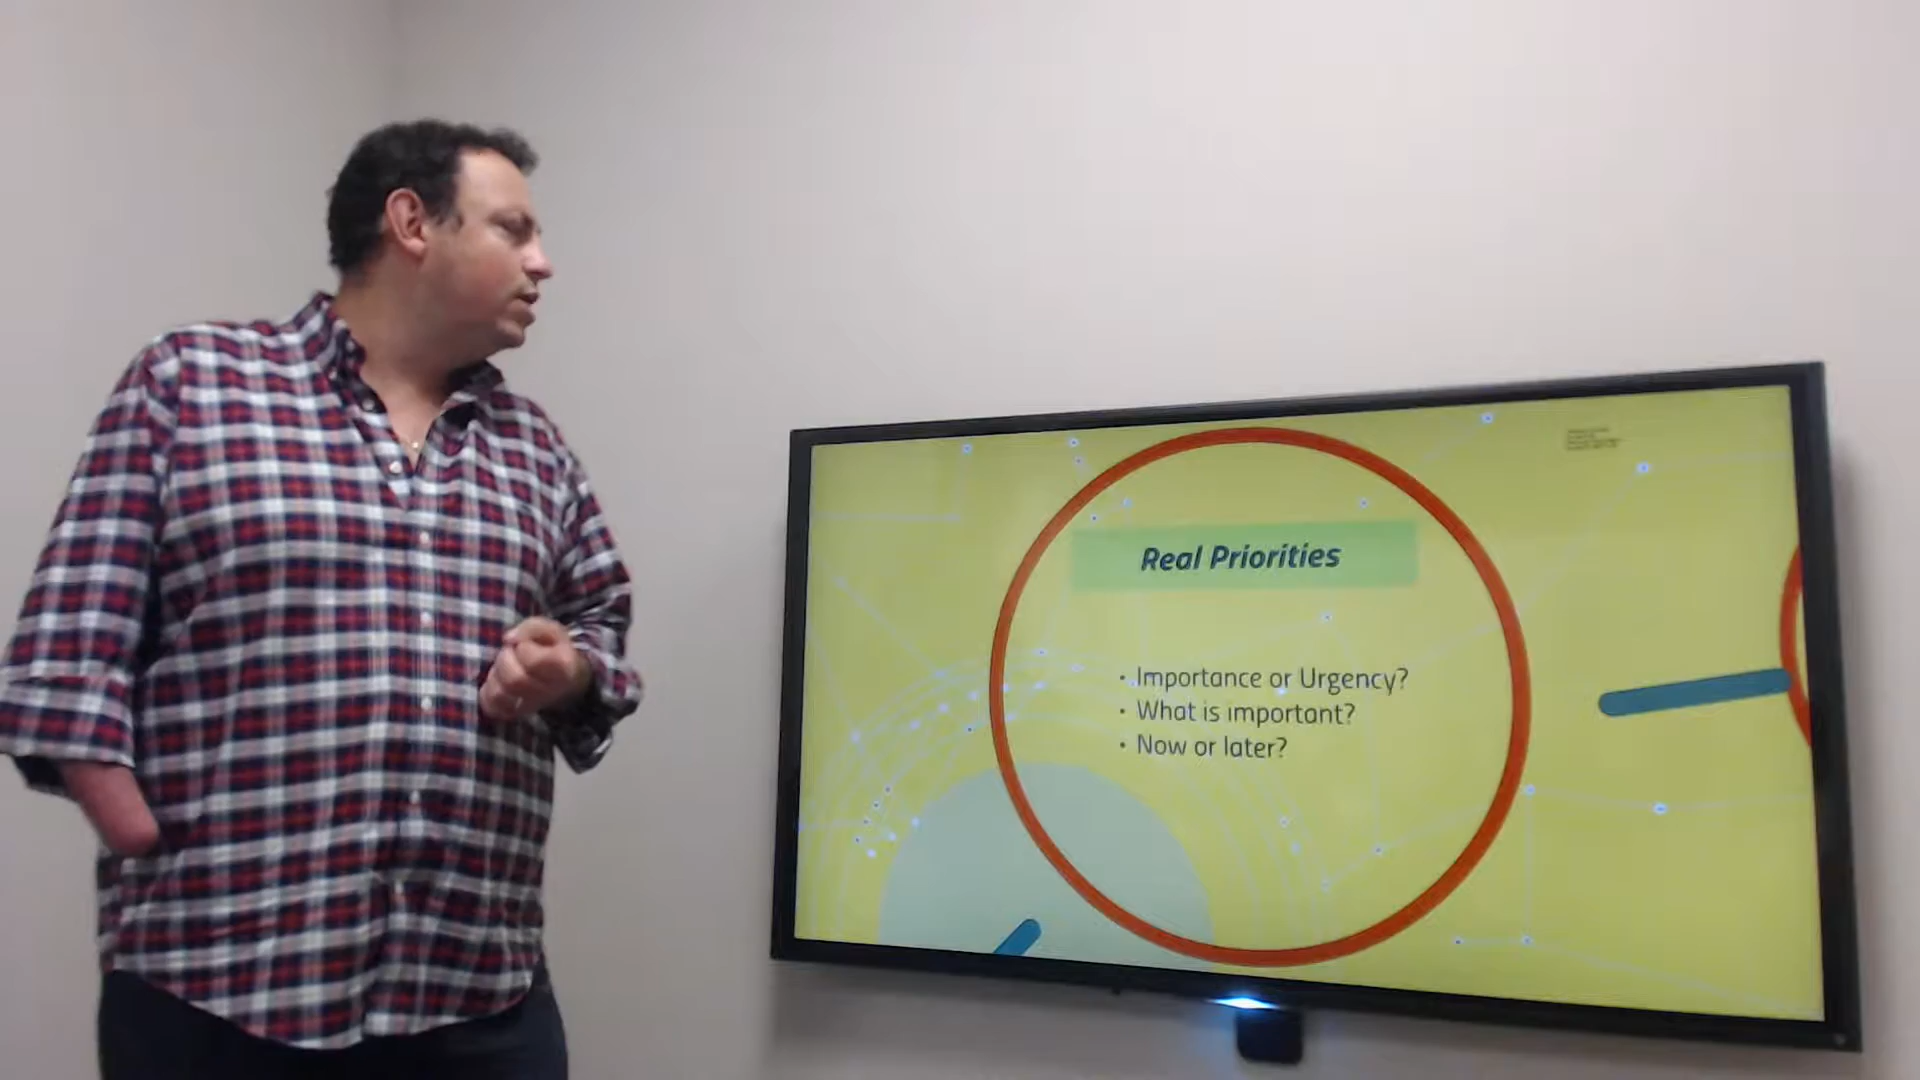 Real Priorities
• Importance or Urgency?
• What is important?
• Now or later?